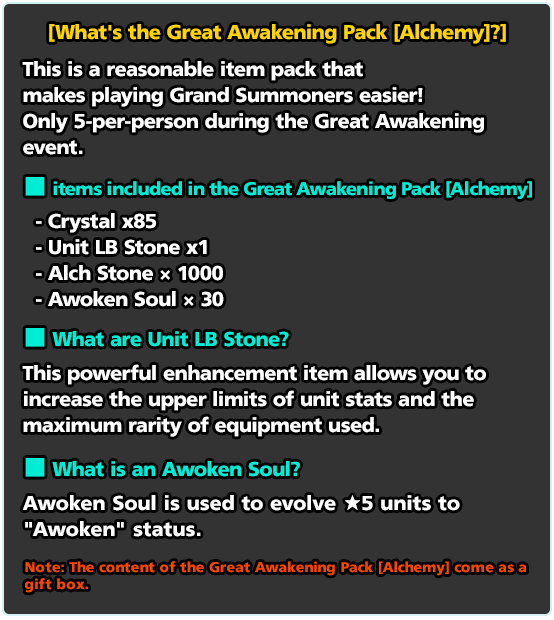 [What's the Great Awakening Pack [Alchemy]?]
This is a reasonable item pack that
makes playing Grand Summoners easier!
Only 5-per-person during the Great Awakening
event.
■ items included in the Great Awakening Pack [Alchemy]
- Crystal x85
- Unit LB Stone x1
- Alch Stone × 1000
- Awoken Soul × 30
■ What are Unit LB Stone?
This powerful enhancement item allows you to
increase the upper limits of unit stats and the
maximum rarity of equipment used.
■ What is an Awoken Soul?
Awoken Soul is used to evolve ★5 units to
"Awoken" status.
Note: The content of the Great Awakening Pack [Alchemy] come as a
gift box.